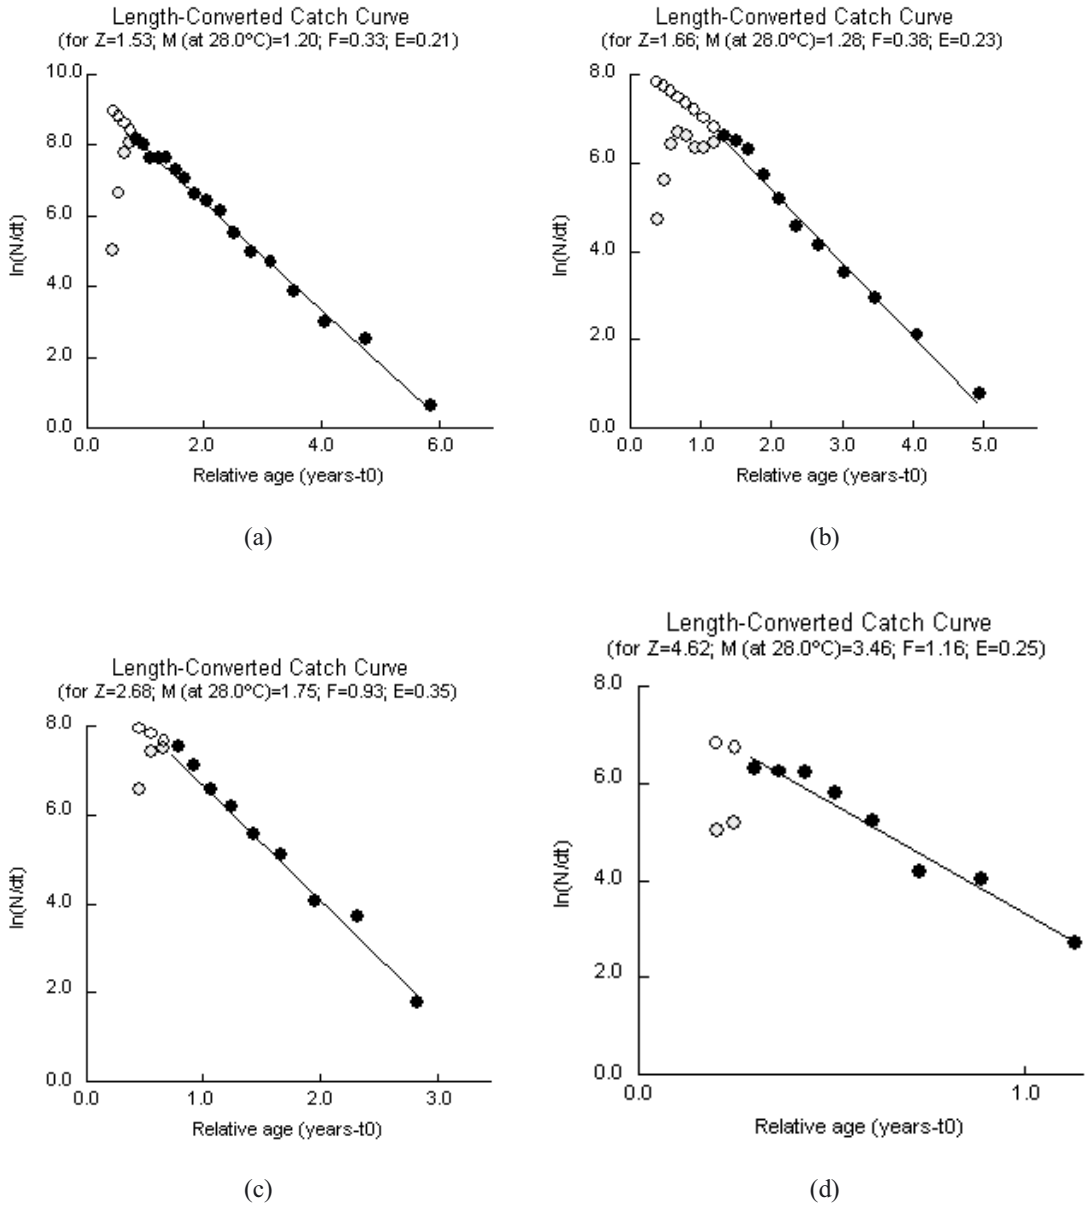 Length-Converted Catch Curve
(for Z=1.53; M (at 28.0°C)=1.20; F=0.33; E=0.21)
10.0
8.0
6.0
4.0
2.0
0.0
ln(N/dt)
0.0 2.0 4.0 6.0
Relative age (years-t0)
(a)
Length-Converted Catch Curve
(for Z=1.66; M (at 28.0°C)=1.28; F=0.38; E=0.23)
8.0
6.0
4.0
2.0
0.0
ln(N/dt)
0.0 1.0 2.0 3.0 4.0 5.0
Relative age (years-t0)
(b)
Length-Converted Catch Curve
(for Z=2.68; M (at 28.0°C)=1.75; F=0.93; E=0.35)
8.0
6.0
4.0
2.0
0.0
ln(N/dt)
0.0 1.0 2.0 3.0
Relative age (years-t0)
(c)
Length-Converted Catch Curve
(for Z=4.62; M (at 28.0°C)=3.46; F=1.16; E=0.25)
8.0
6.0
4.0
2.0
0.0
ln(N/dt)
0.0 1.0
Relative age (years-t0)
(d)